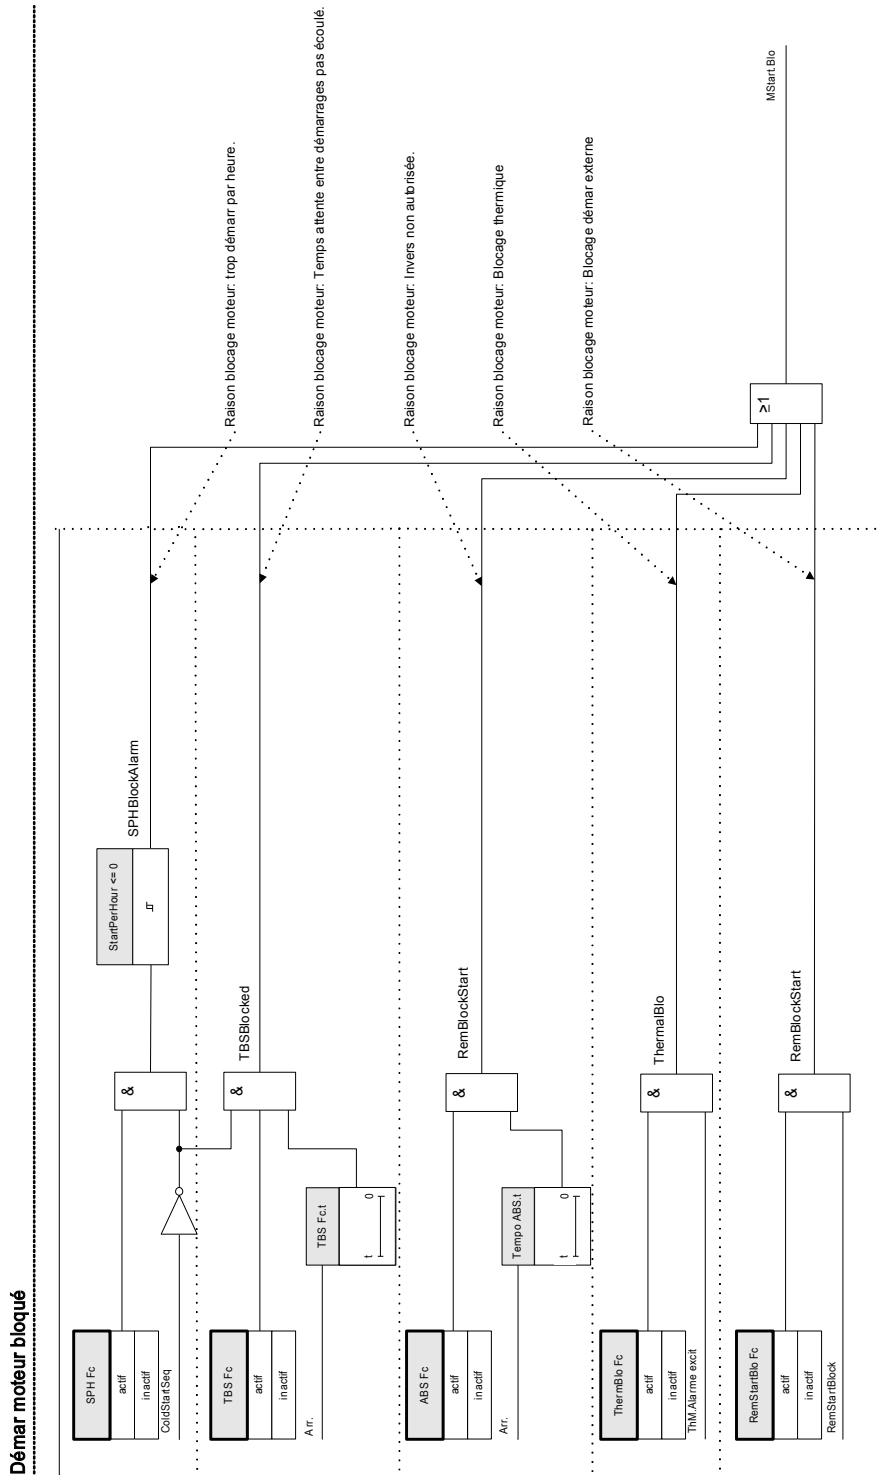 Démar moteur bloqué
SPH Fc
actif
inactif
ColdStartSeq
&
StartPerHour <= 0
SPHBlockAlarm
Raison blocage moteur: trop démarr par heure.
TBS Fc
actif
inactif
Arr.
TBS Fc.t
t
0
&
TBSBlocked
Raison blocage moteur: Temps attente entre démarrages pas écoulé.
ABS Fc
actif
inactif
Arr.
Tempo ABS.t
t
0
&
RemBlockStart
Raison blocage moteur: Invers non autorisée.
ThermBlo Fc
actif
inactif
ThM.Alarme excit
&
ThermalBlo
Raison blocage moteur: Blocage thermique
RemStartBlo Fc
actif
inactif
RemStartBlock
&
RemBlockStart
Raison blocage moteur: Blocage démar externe
≥1
MStart.Blo